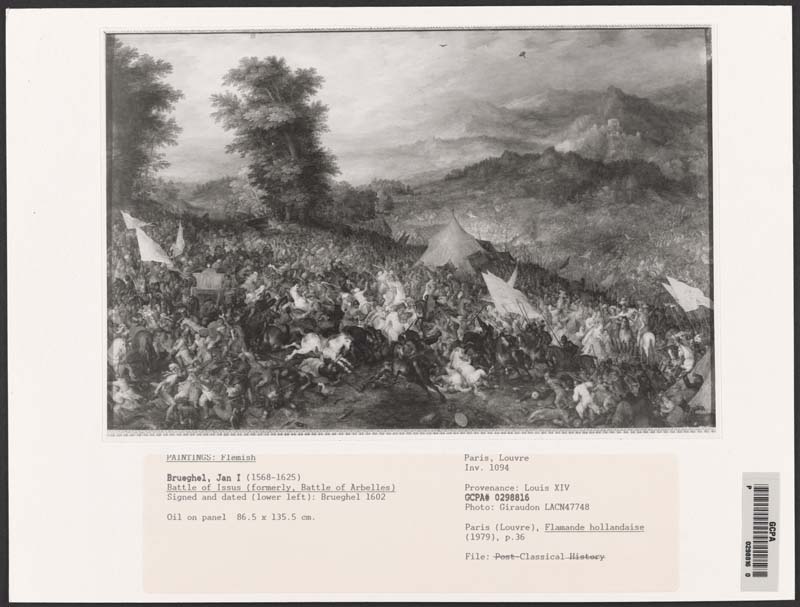 PAINTINGS: Flemish
Brueghel, Jan I (1568-1625)
Battle of Issus (formerly, Battle of Arbelles)
Signed and dated (lower left): Brueghel 1602
Oil on panel 86.5 x 135.5 cm.
Paris, Louvre
Inv. 1094
Provenance: Louis XIV
GCPA# 0298816
Photo: Giraudon LACN47748
Paris (Louvre), Flamande hollandaise
(1979), p.36
File: Post-Classical History
GCPA
0298816 0
P